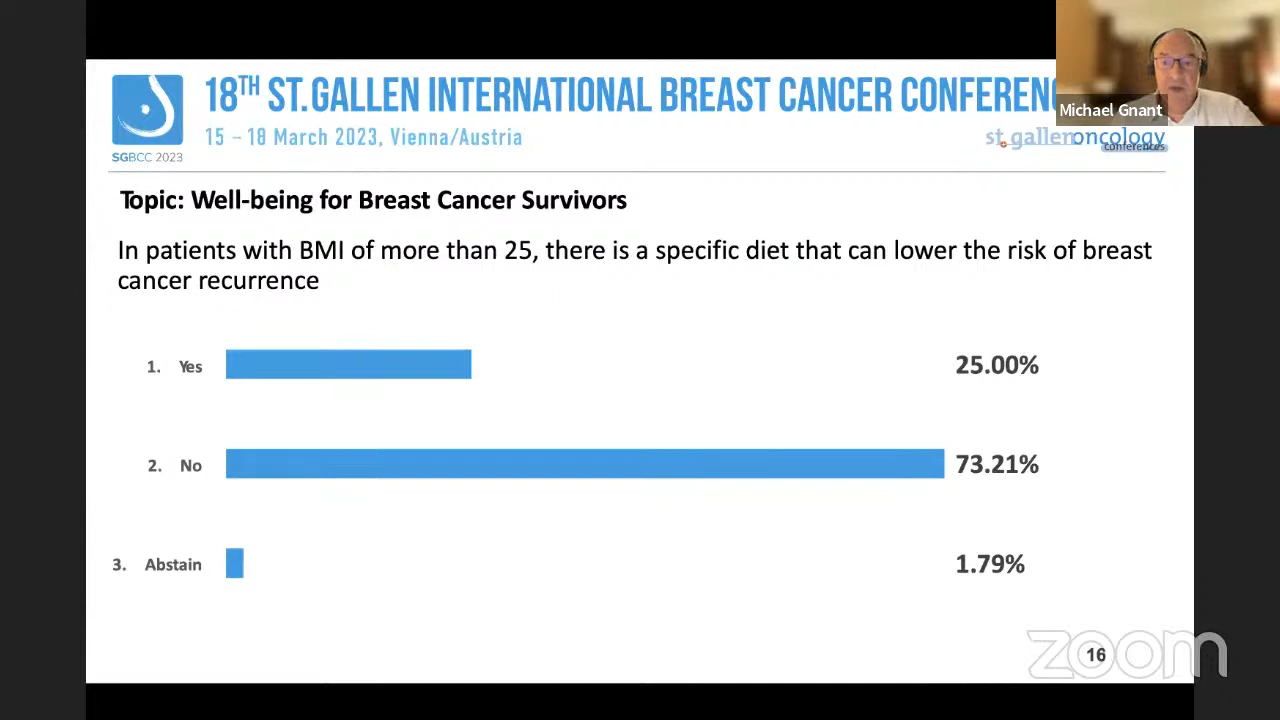 18TH ST.GALLEN INTERNATIONAL BREAST CANCER CONFEREN
15 – 18 March 2023, Vienna/Austria
Michael Gnant
SGBCC 2023
st.gallenoncology
conferences
Topic: Well-being for Breast Cancer Survivors
In patients with BMI of more than 25, there is a specific diet that can lower the risk of breast
cancer recurrence
1. Yes 25.00%
2. No 73.21%
3. Abstain 1.79%
16
zoom